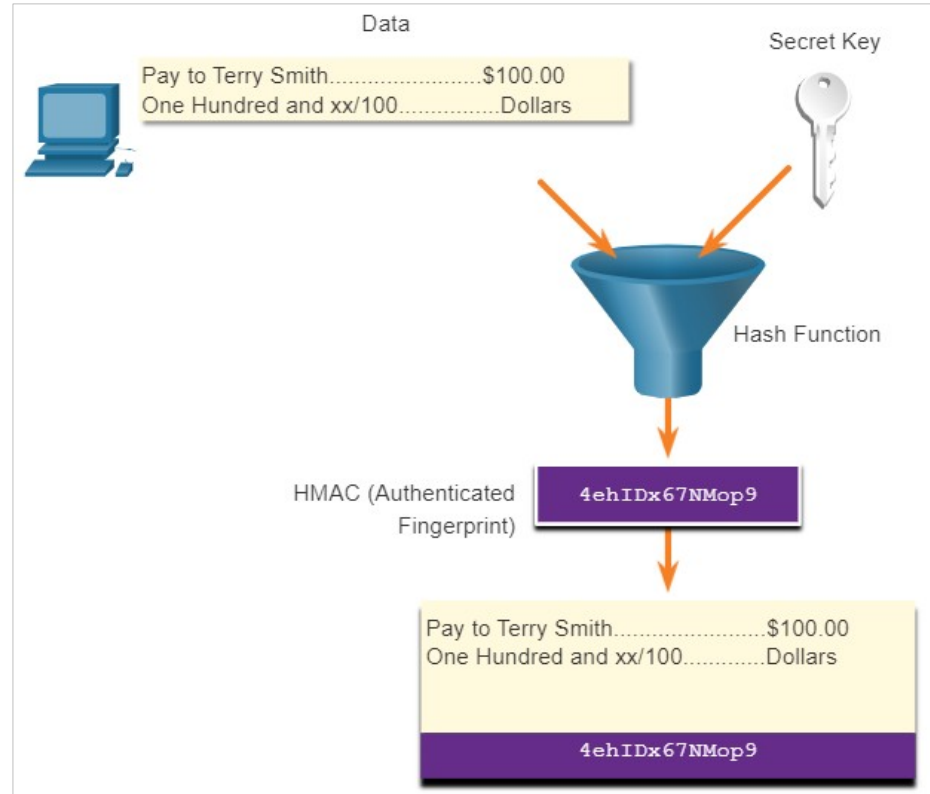 Data
Secret Key
Pay to Terry Smith........................$100.00
One Hundred and xx/100................Dollars
Hash Function
HMAC (Authenticated
Fingerprint)
4ehIDx67NMop9
Pay to Terry Smith........................$100.00
One Hundred and xx/100.............Dollars
4ehIDx67NMop9